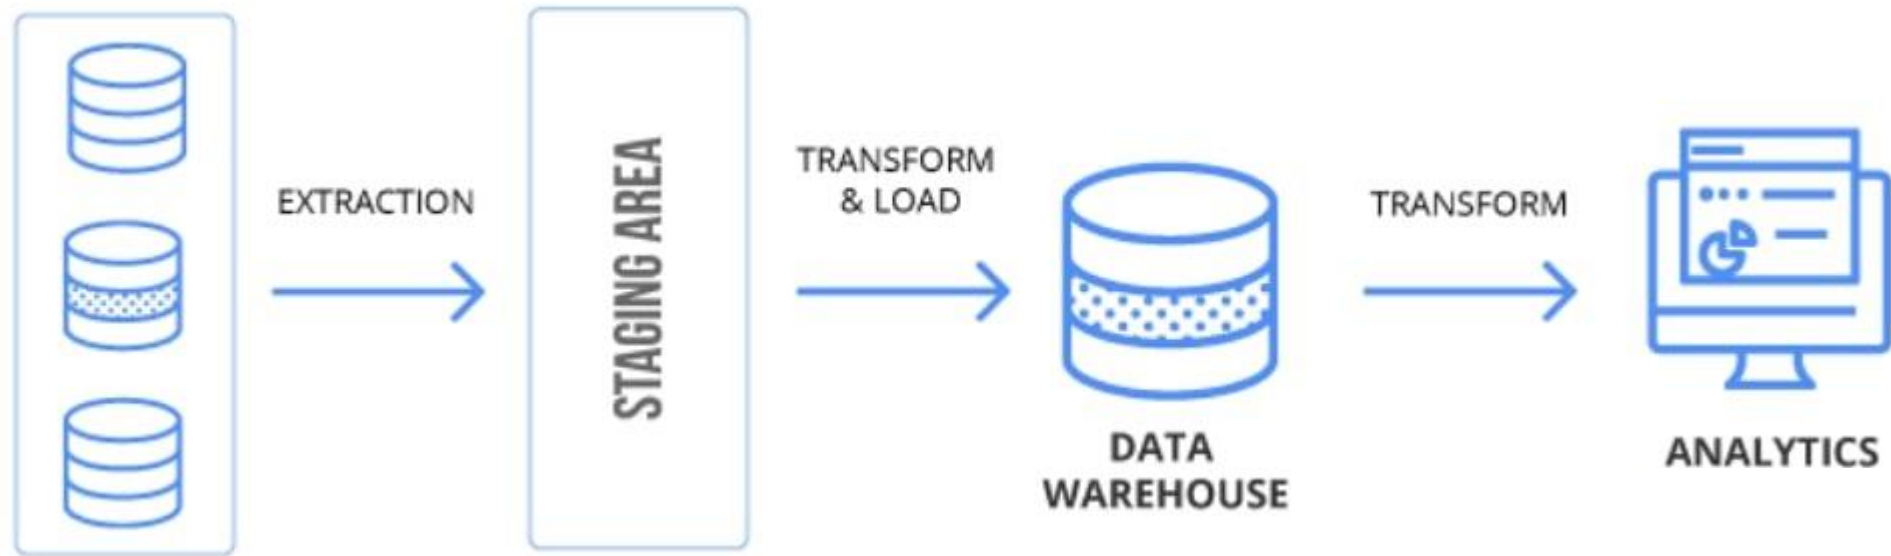 EXTRACTION
STAGING AREA
TRANSFORM
& LOAD
DATA
WAREHOUSE
TRANSFORM
ANALYTICS